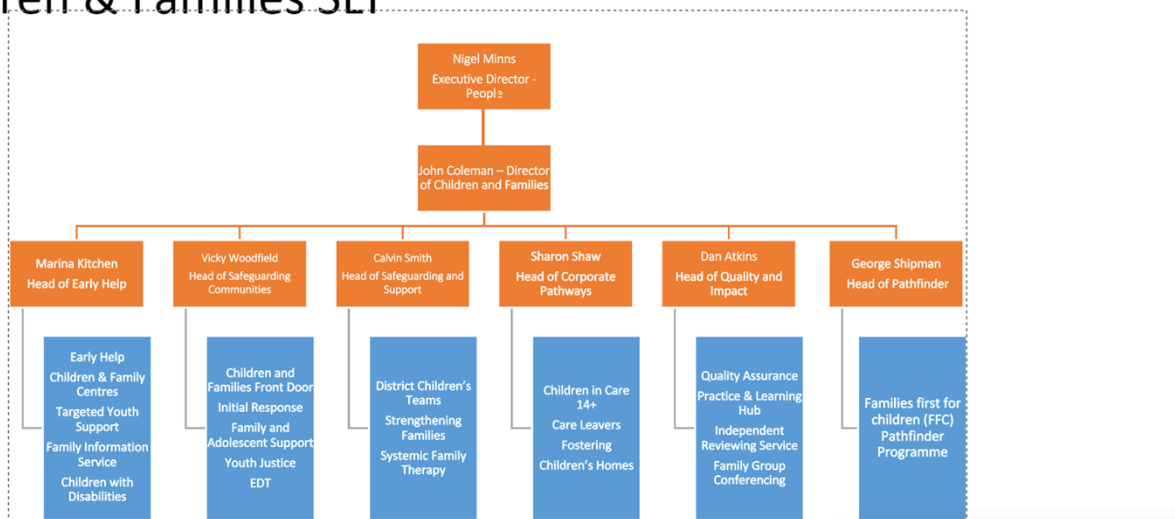 ren & Families SLT
Nigel Minns
Executive Director -
People
John Coleman – Director
of Children and Families
Marina Kitchen
Head of Early Help
Vicky Woodfield
Head of Safeguarding
Communities
Calvin Smith
Head of Safeguarding and
Support
Sharon Shaw
Head of Corporate
Pathways
Dan Atkins
Head of Quality and
Impact
George Shipman
Head of Pathfinder
Early Help
Children & Family
Centres
Targeted Youth
Support
Family Information
Service
Children with
Disabilities
Children and
Families Front Door
Initial Response
Family and
Adolescent Support
Youth Justice
EDT
District Children's
Teams
Strengthening
Families
Systemic Family
Therapy
Children in Care
14+
Care Leavers
Fostering
Children's Homes
Quality Assurance
Practice & Learning
Hub
Independent
Reviewing Service
Family Group
Conferencing
Families first for
children (FFC)
Pathfinder
Programme